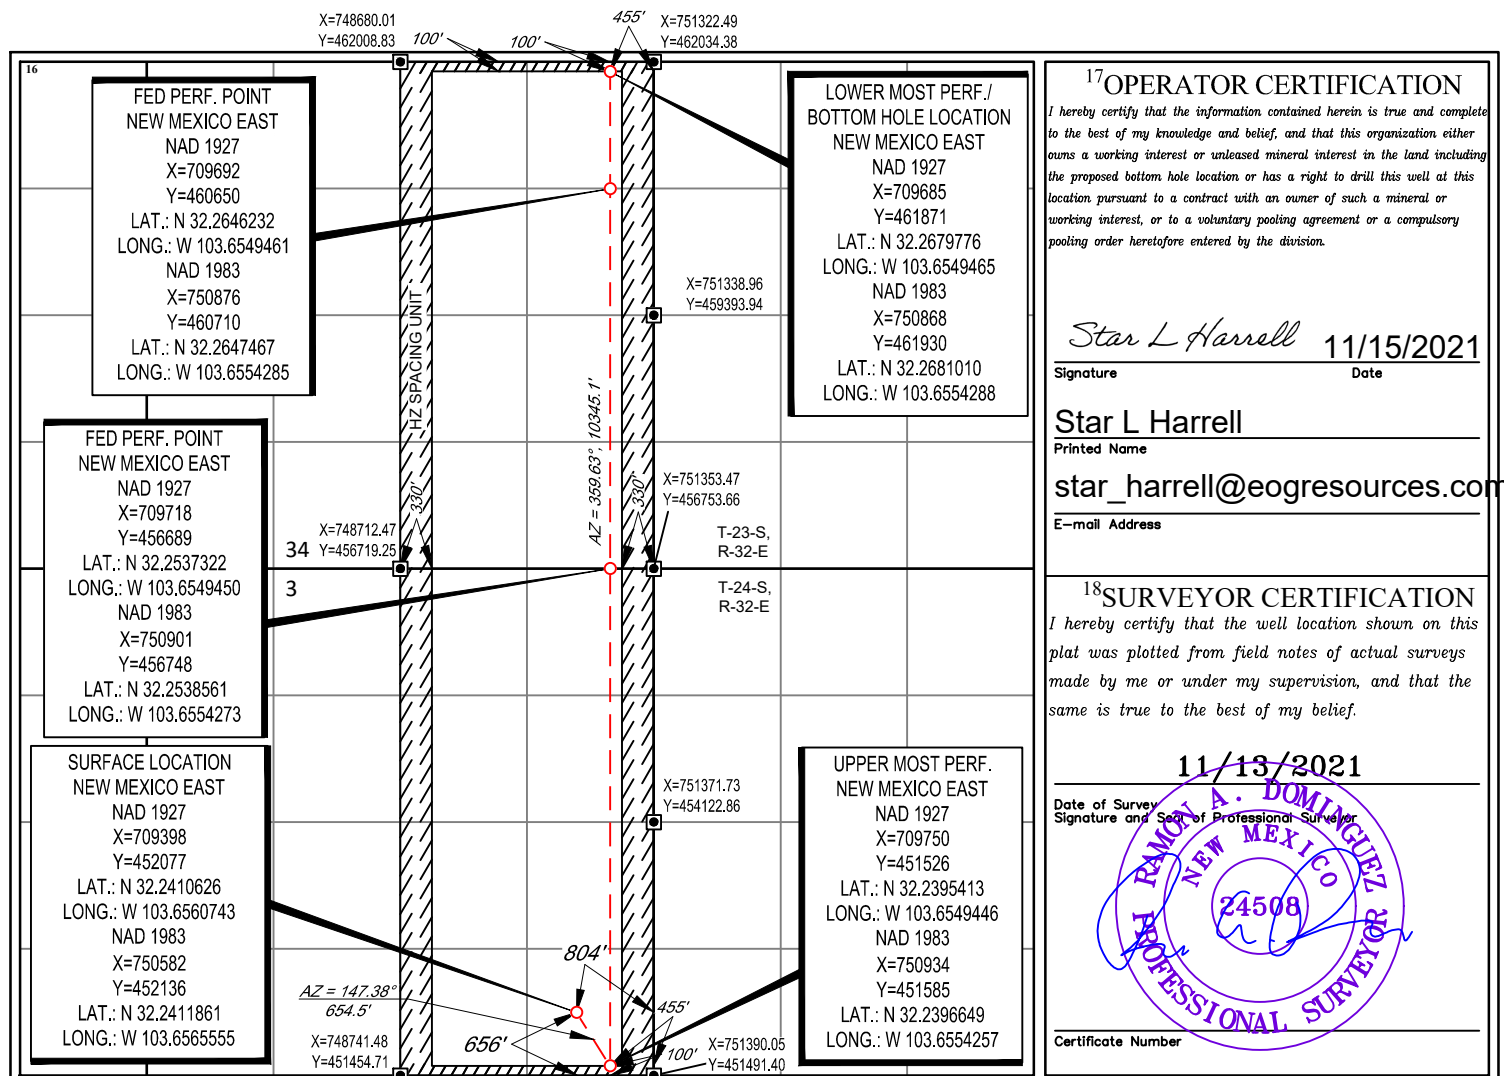 X=748680.01
Y=462008.83
100'
100'
455'
X=751322.49
Y=462034.38
16
FED PERF. POINT
NEW MEXICO EAST
NAD 1927
X=709692
Y=460650
LAT.: N 32.2646232
LONG.: W 103.6549461
NAD 1983
X=750876
Y=460710
LAT.: N 32.2647467
LONG.: W 103.6554285
LOWER MOST PERF./
BOTTOM HOLE LOCATION
NEW MEXICO EAST
NAD 1927
X=709685
Y=461871
LAT.: N 32.2679776
LONG.: W 103.6549465
NAD 1983
X=750868
Y=461930
LAT.: N 32.2681010
LONG.: W 103.6554288
X=751338.96
Y=459393.94
HZ SPACING UNIT
AZ = 359.63°, 10345.1'
FED PERF. POINT
NEW MEXICO EAST
NAD 1927
X=709718
Y=456689
LAT.: N 32.2537322
LONG.: W 103.6549450
NAD 1983
X=750901
Y=456748
LAT.: N 32.2538561
LONG.: W 103.6554273
330'
330'
X=751353.47
Y=456753.66
X=748712.47
Y=456719.25
34
3
T-23-S,
R-32-E
T-24-S,
R-32-E
SURFACE LOCATION
NEW MEXICO EAST
NAD 1927
X=709398
Y=452077
LAT.: N 32.2410626
LONG.: W 103.6560743
NAD 1983
X=750582
Y=452136
LAT.: N 32.2411861
LONG.: W 103.6565555
X=751371.73
Y=454122.86
UPPER MOST PERF.
NEW MEXICO EAST
NAD 1927
X=709750
Y=451526
LAT.: N 32.2395413
LONG.: W 103.6549446
NAD 1983
X=750934
Y=451585
LAT.: N 32.2396649
LONG.: W 103.6554257
804'
AZ = 147.38°
654.5'
455'
656'
100'
X=748741.48
Y=451454.71
X=751390.05
Y=451491.40
17 OPERATOR CERTIFICATION
I hereby certify that the information contained herein is true and complete
to the best of my knowledge and belief, and that this organization either
owns a working interest or unleased mineral interest in the land including
the proposed bottom hole location or has a right to drill this well at this
location pursuant to a contract with an owner of such a mineral or
working interest, or to a voluntary pooling agreement or a compulsory
pooling order heretofore entered by the division.
Star L Harrell 11/15/2021
Signature Date
Star L Harrell
Printed Name
star_harrell@eogresources.com
E-mail Address
18 SURVEYOR CERTIFICATION
I hereby certify that the well location shown on this
plat was plotted from field notes of actual surveys
made by me or under my supervision, and that the
same is true to the best of my belief.
11/13/2021
Date of Survey
Signature and Seal of Professional Surveyor
RAMON A. DOMINGUEZ
NEW MEXICO
24508
PROFESSIONAL SURVEYOR
Certificate Number